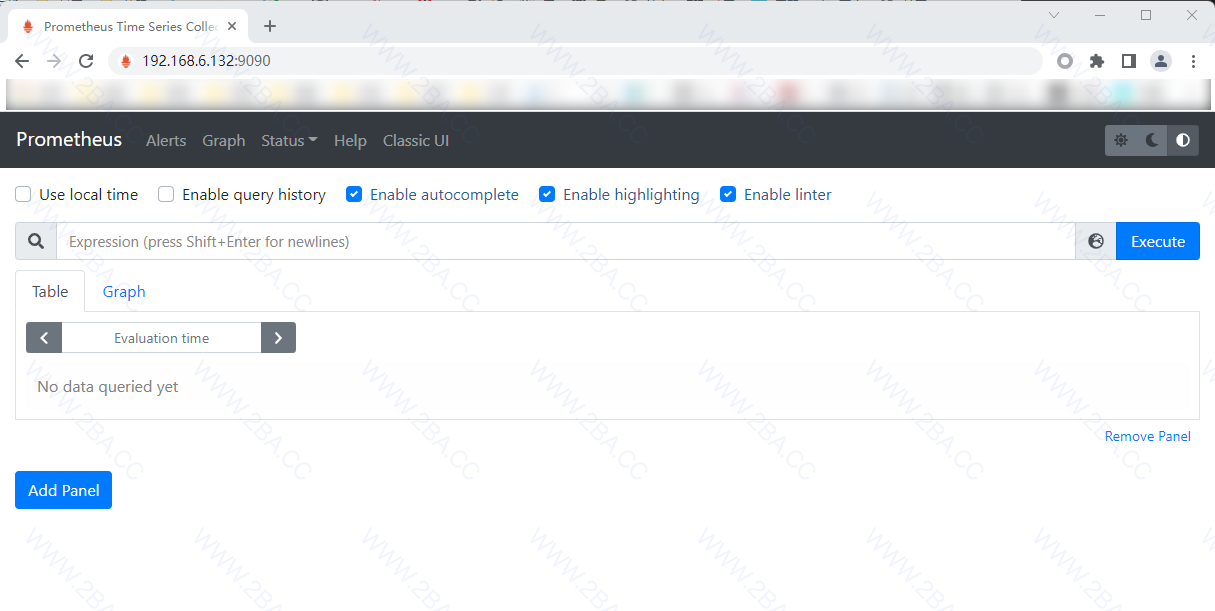 Prometheus Time Series Collec
192.168.6.132:9090
Prometheus Alerts Graph Status Help Classic UI
Use local time Enable query history Enable autocomplete Enable highlighting Enable linter
Expression (press Shift+Enter for newlines) Execute
Table Graph
Evaluation time
No data queried yet
Remove Panel
Add Panel
WWW.2BA.CC